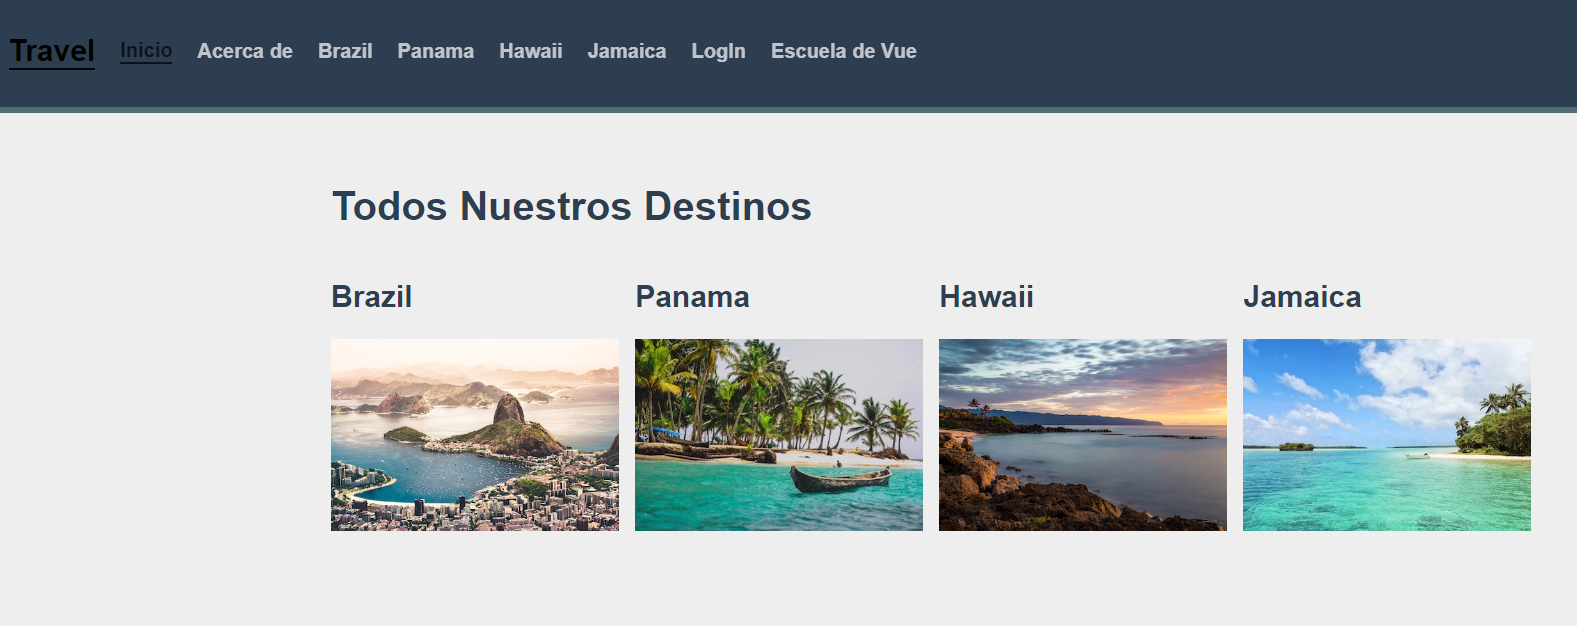 Travel Inicio Acerca de Brazil Panama Hawaii Jamaica LogIn Escuela de Vue
Todos Nuestros Destinos
Brazil Panama Hawaii Jamaica